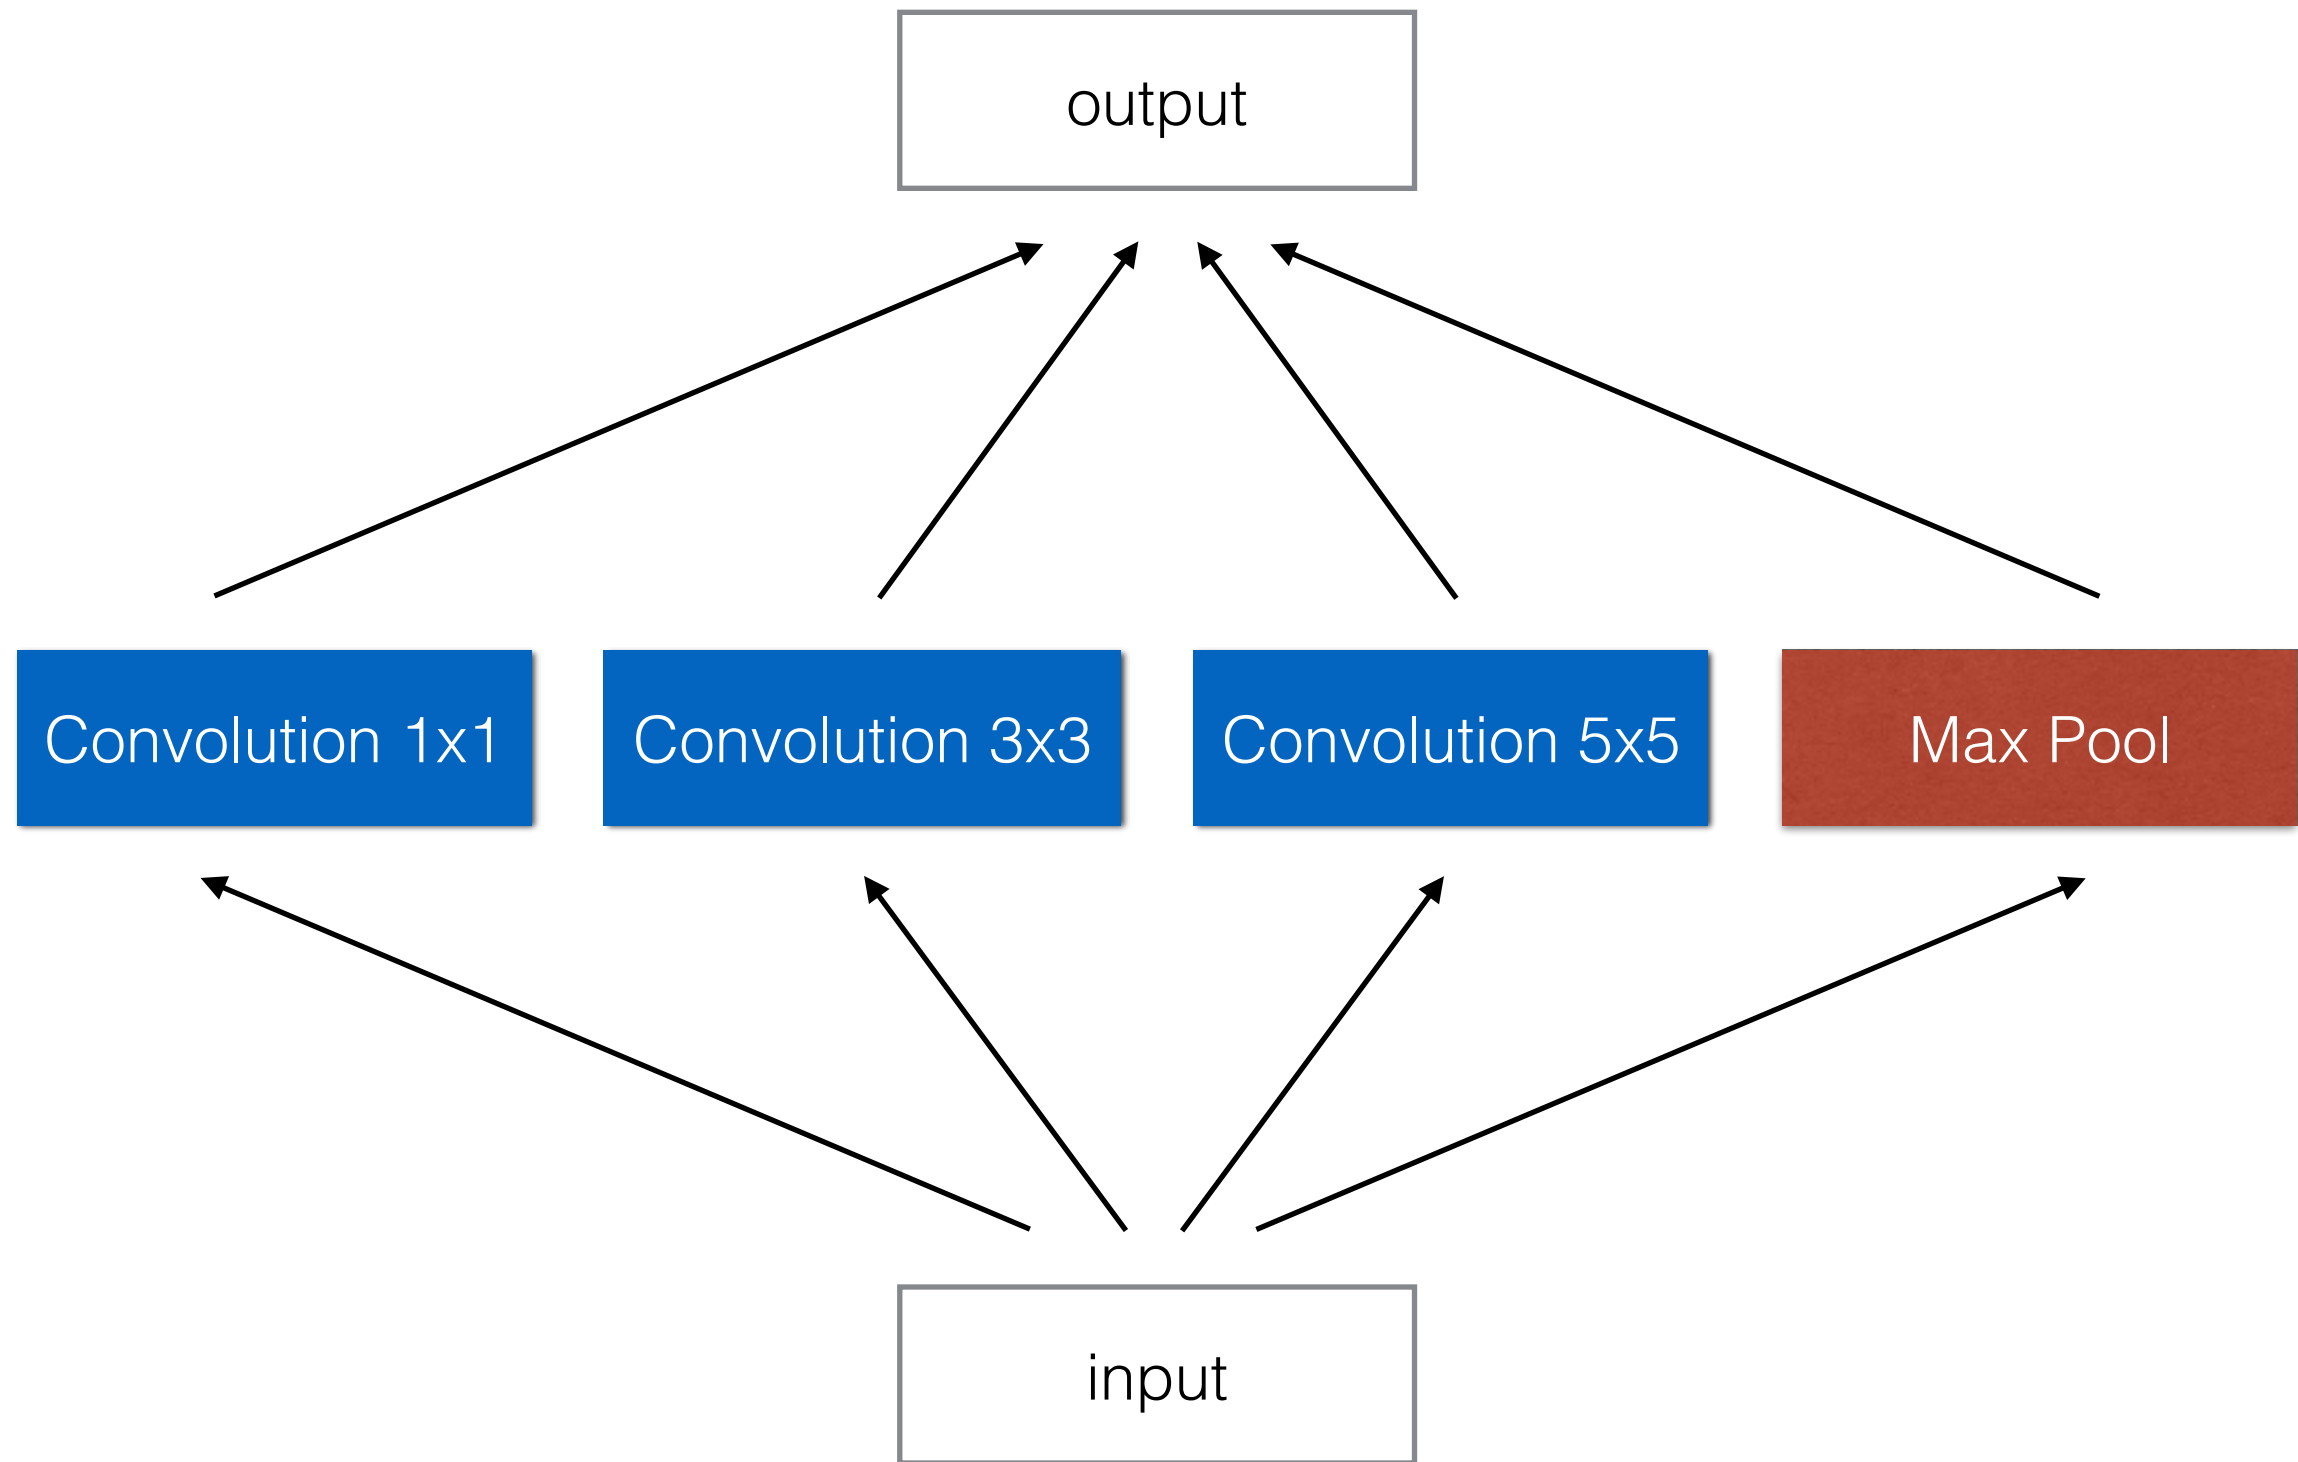 output
Convolution 1x1
Convolution 3x3
Convolution 5x5
Max Pool
input